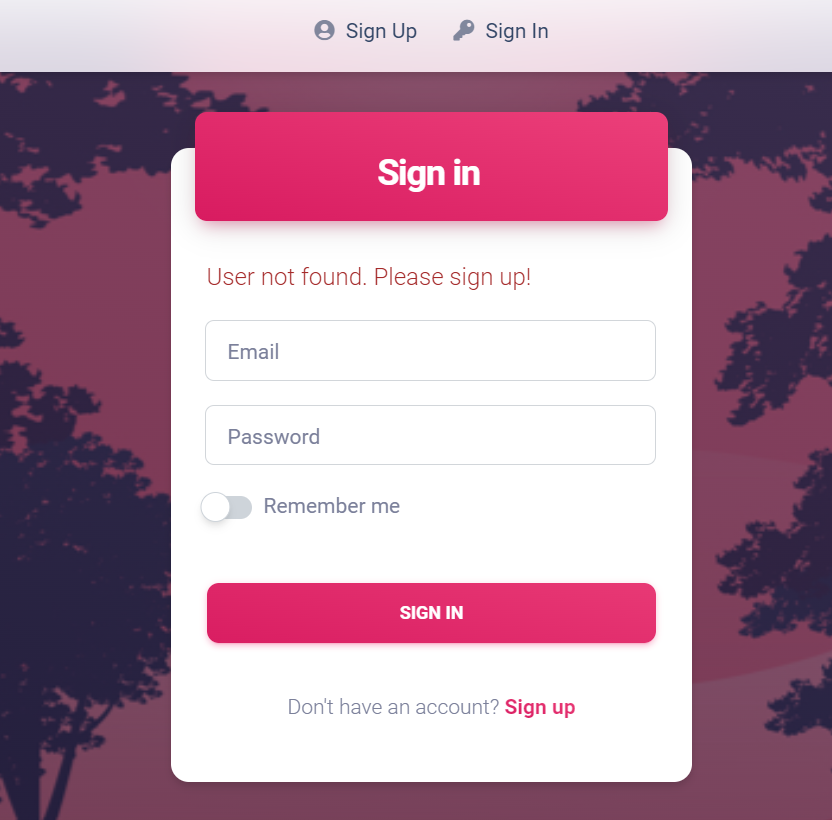 Sign Up Sign In
Sign in
User not found. Please sign up!
Email
Password
Remember me
SIGN IN
Don't have an account? Sign up